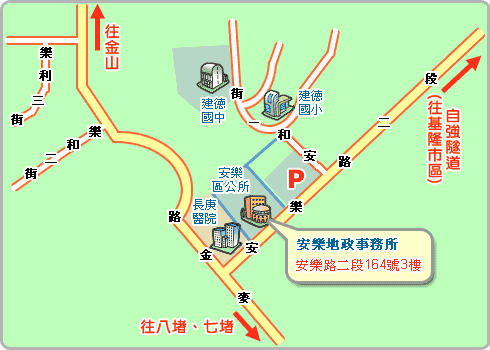 往金山
樂利三街
樂和二街
建德
國中
建德
國小
街一和安
段二路樂安
自強隧道
(往基隆市區)
安樂
區公所
P
長庚
醫院
路金麥
安樂地政事務所
安樂路二段164號3樓
往八堵、七堵